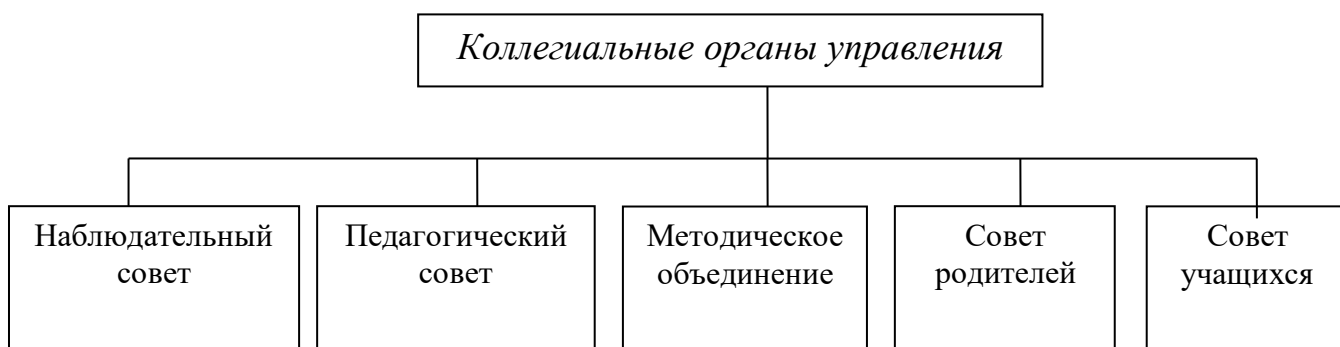 Коллегиальные органы управления
Наблюдательный
совет
Педагогический
совет
Методическое
объединение
Совет
родителей
Совет
учащихся